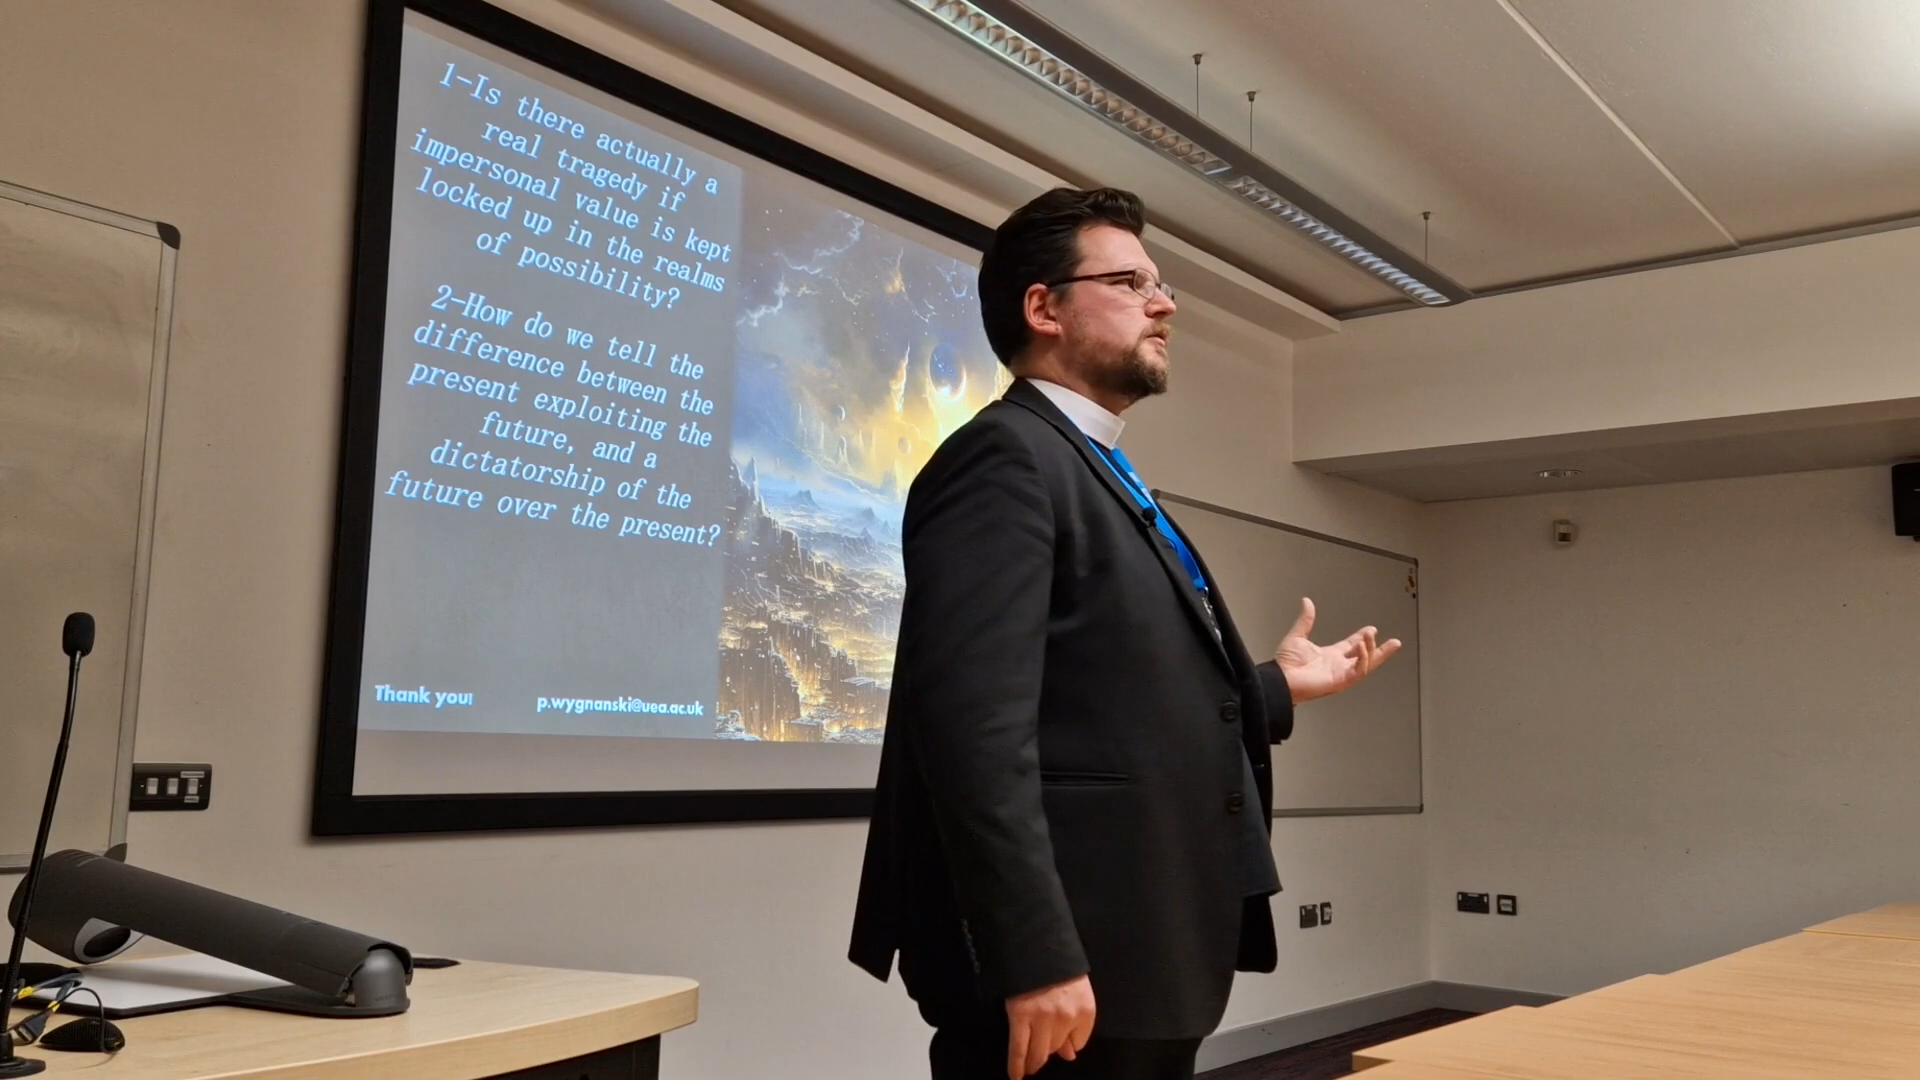 1-Is there actually a
real tragedy if
impersonal value is kept
locked up in the realms
of possibility?
2-How do we tell the
difference between the
present exploiting the
future, and a
dictatorship of the
future over the present?
Thank you!
p.wygnanski@uea.ac.uk